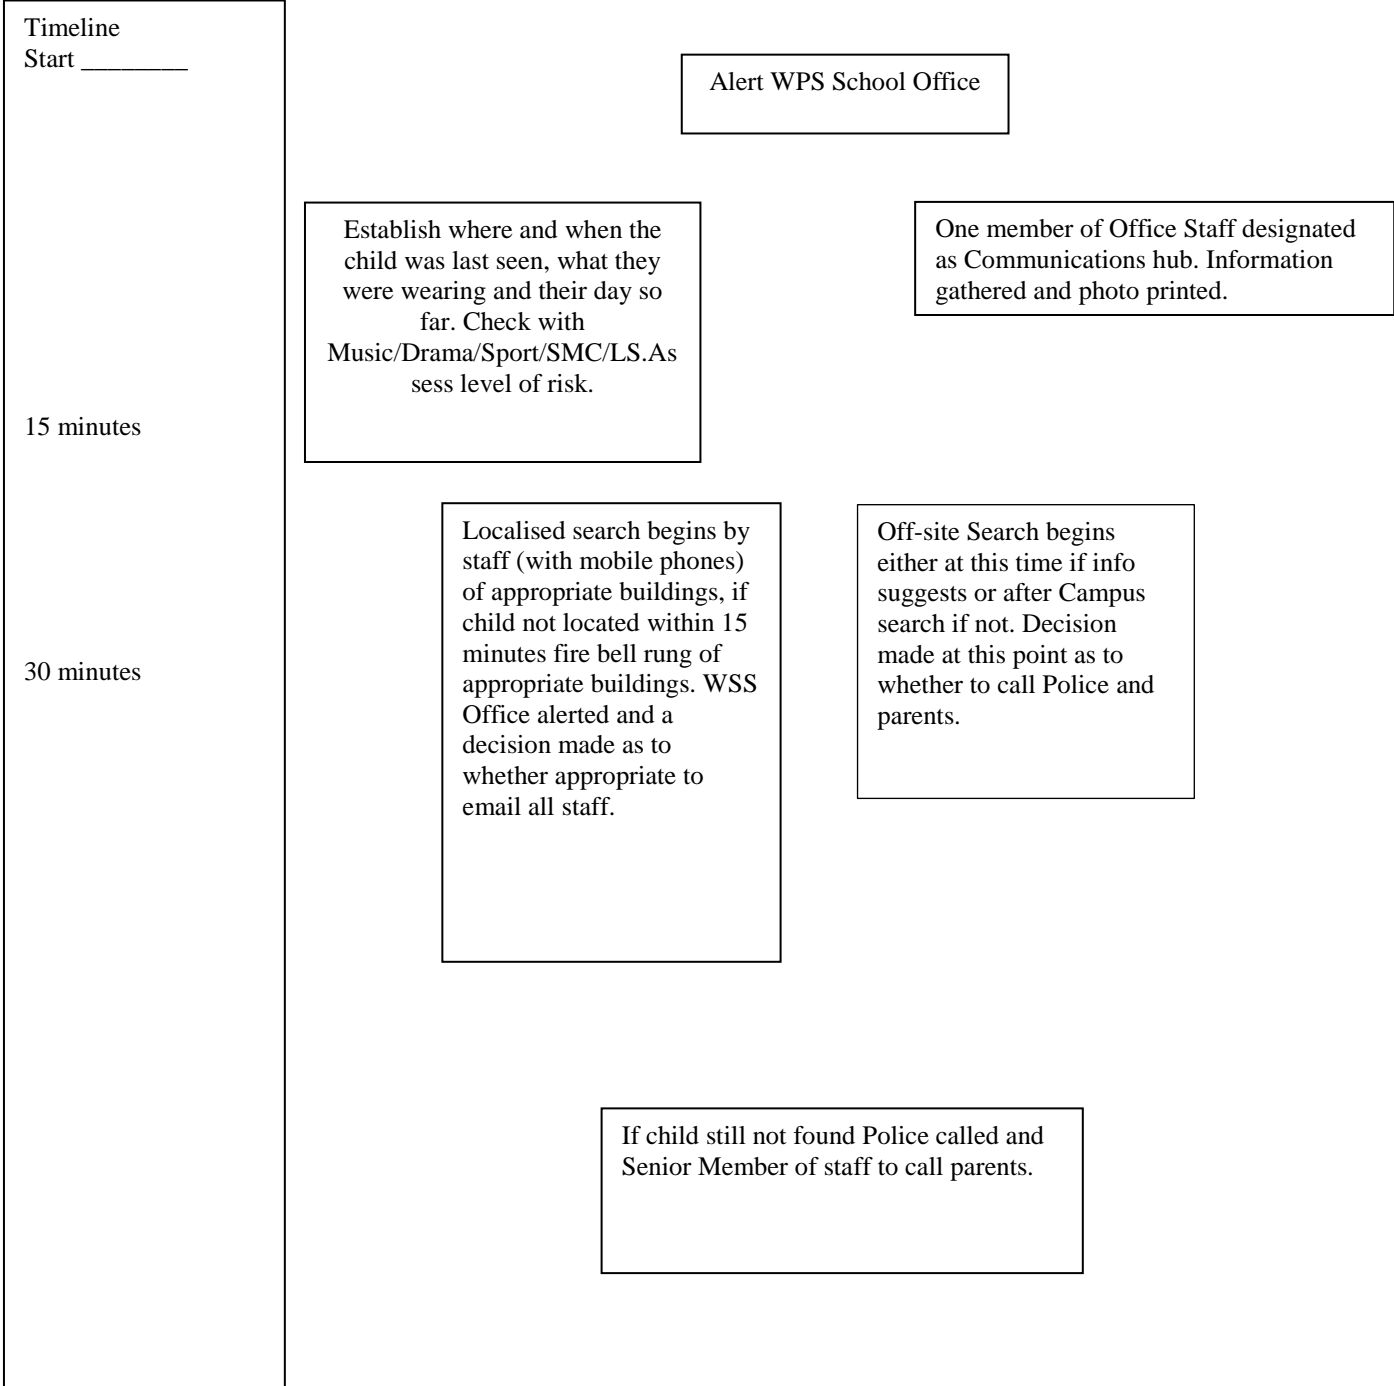 Timeline
Start ________
Alert WPS School Office
Establish where and when the
child was last seen, what they
were wearing and their day so
far. Check with
Music/Drama/Sport/SMC/LS.As
sess level of risk.
One member of Office Staff designated
as Communications hub. Information
gathered and photo printed.
15 minutes
Localised search begins by
staff (with mobile phones)
of appropriate buildings, if
child not located within 15
minutes fire bell rung of
appropriate buildings. WSS
Office alerted and a
decision made as to
whether appropriate to
email all staff.
Off-site Search begins
either at this time if info
suggests or after Campus
search if not. Decision
made at this point as to
whether to call Police and
parents.
30 minutes
If child still not found Police called and
Senior Member of staff to call parents.